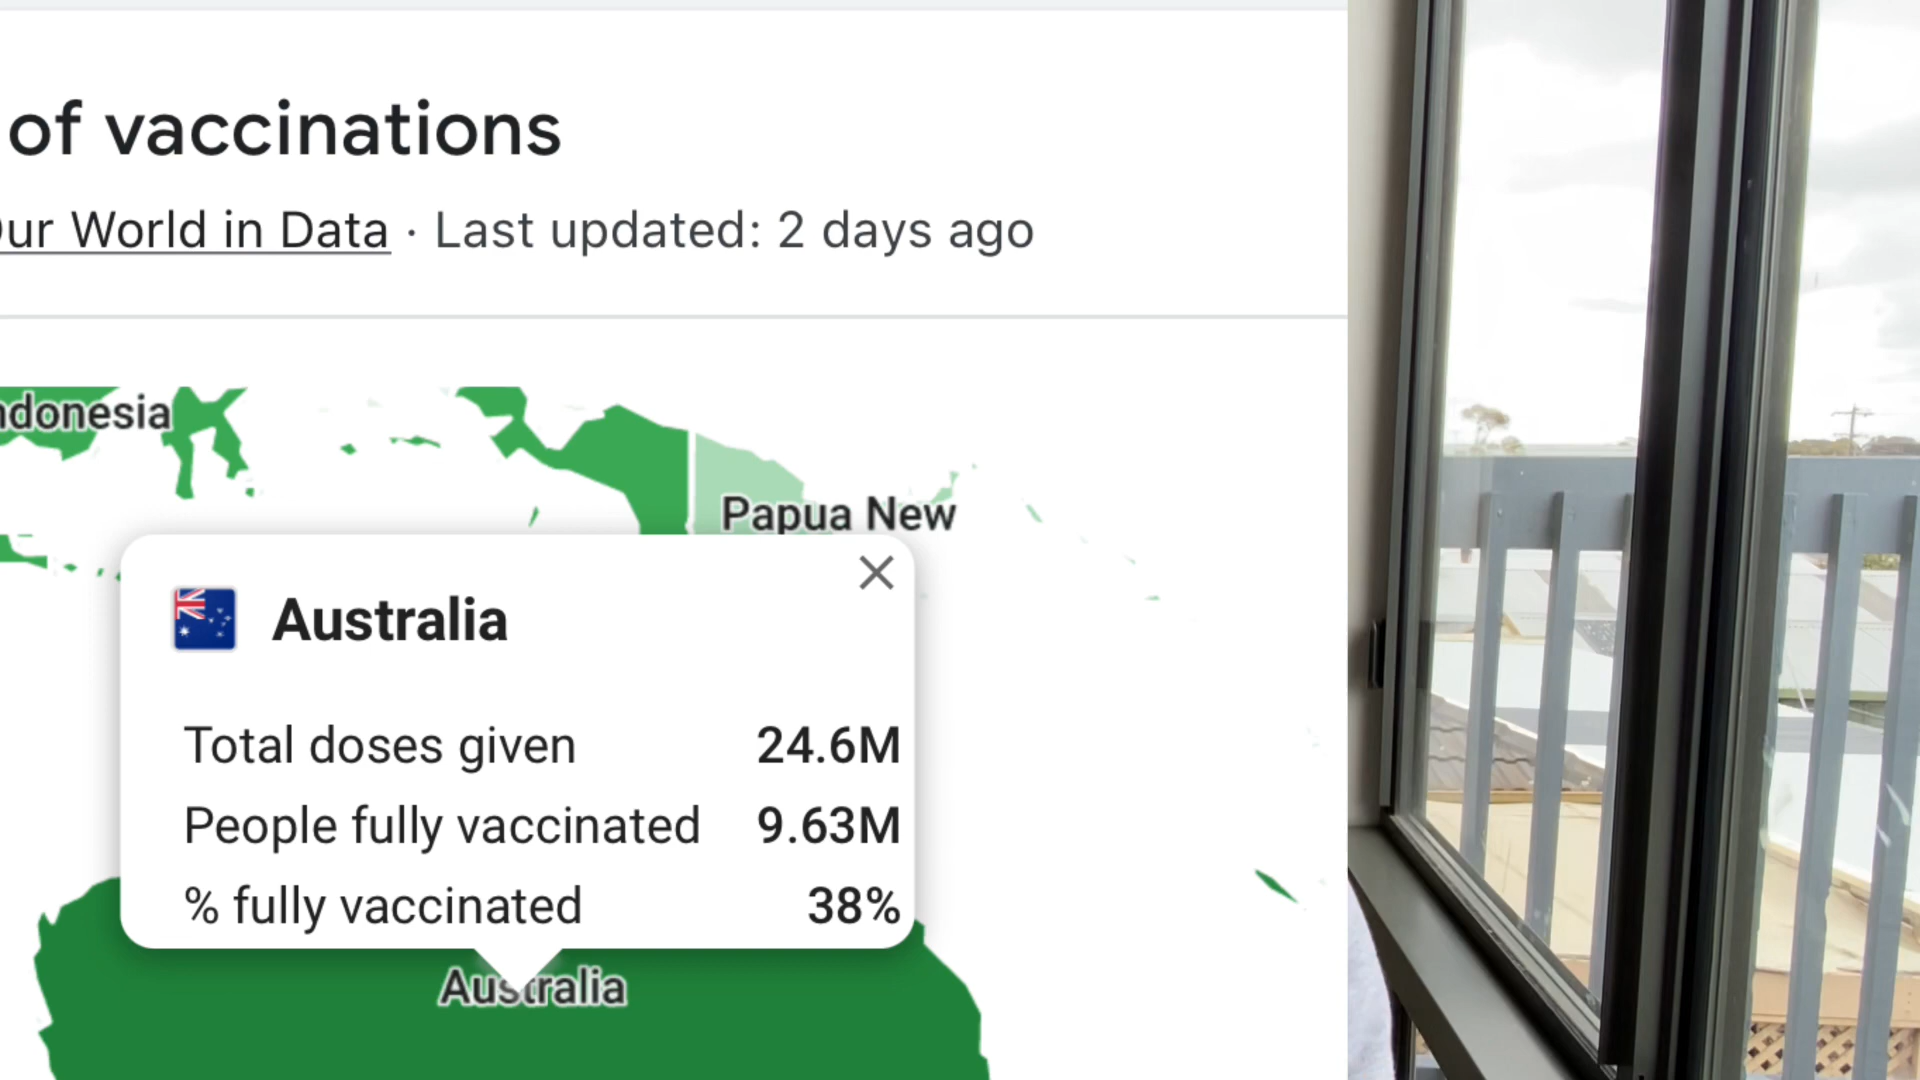 of vaccinations
Our World in Data · Last updated: 2 days ago
ndonesia
Papua New
Australia
Total doses given 24.6M
People fully vaccinated 9.63M
% fully vaccinated 38%
Australia